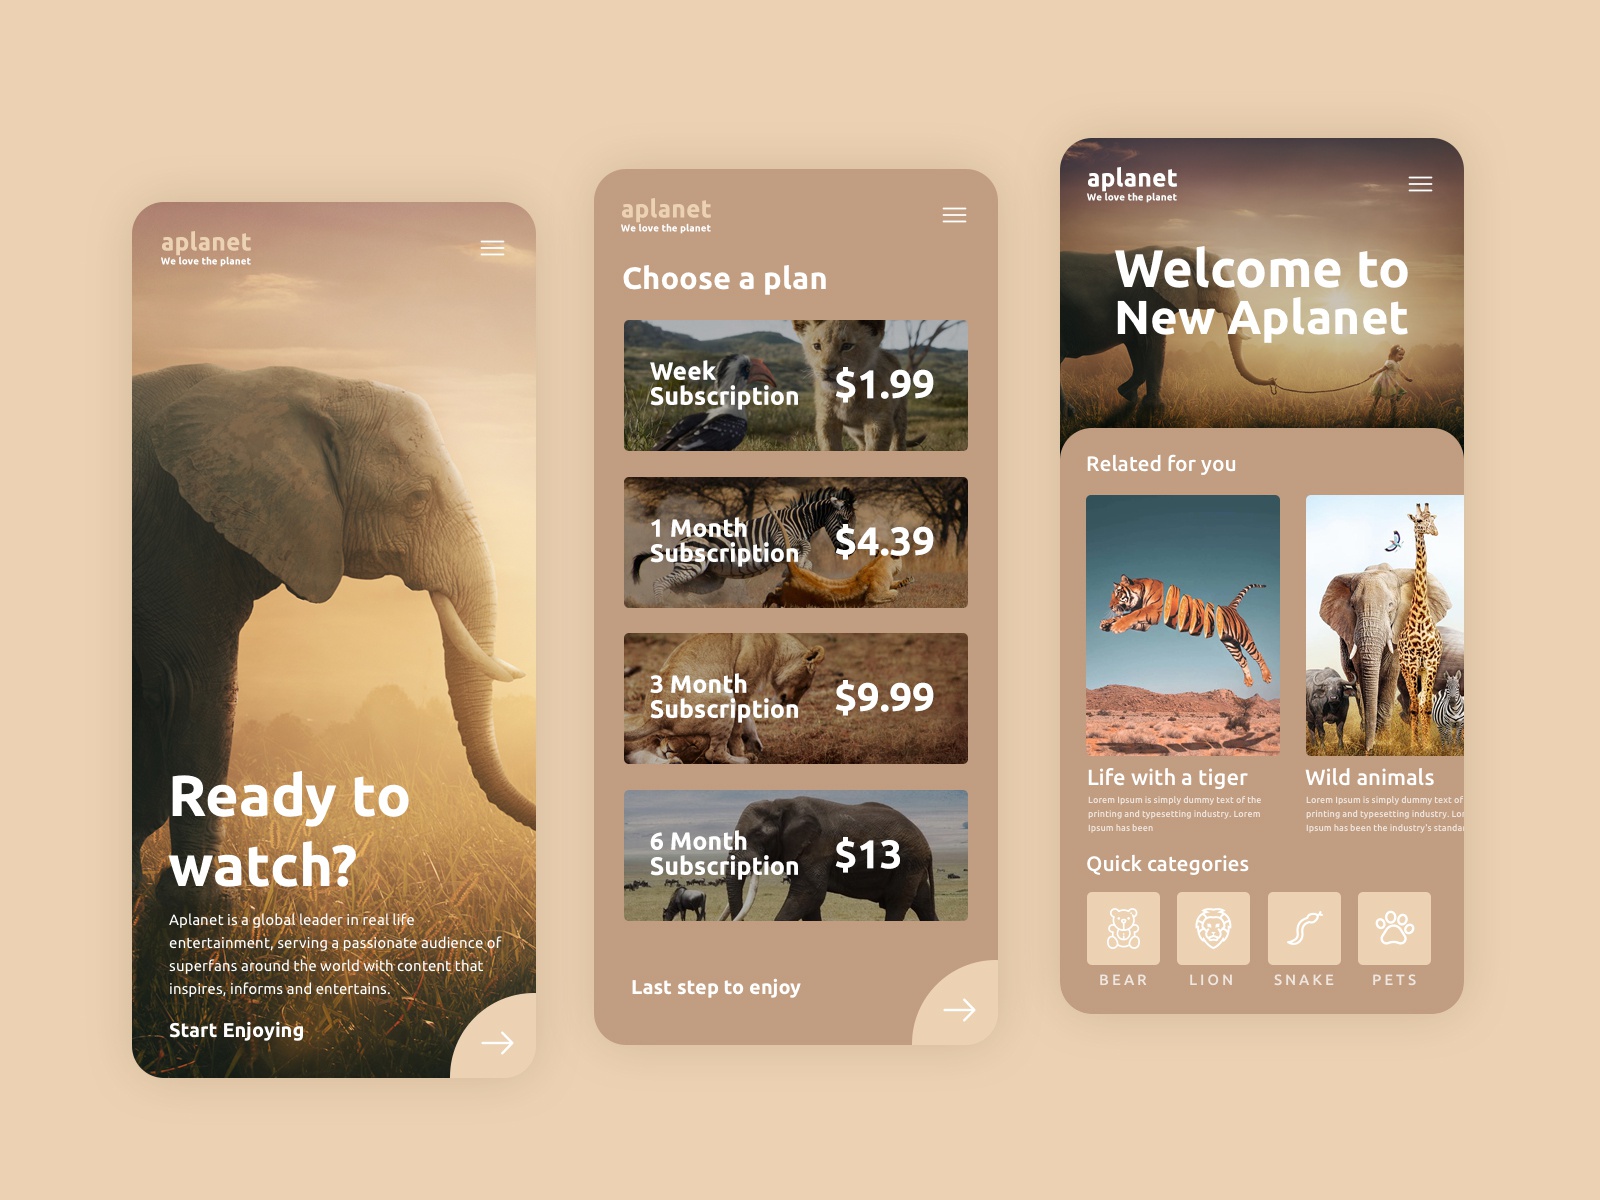 aplanet
We love the planet
Ready to
watch?
Aplanet is a global leader in real life
entertainment, serving a passionate audience of
superfans around the world with content that
inspires, informs and entertains.
Start Enjoying
aplanet
We love the planet
Choose a plan
Week
Subscription
$1.99
1 Month
Subscription
$4.39
3 Month
Subscription
$9.99
6 Month
Subscription
$13
Last step to enjoy
aplanet
We love the planet
Welcome to
New Aplanet
Related for you
Life with a tiger
Lorem Ipsum is simply dummy text of the
printing and typesetting industry. Lorem
Ipsum has been
Wild animals
Lorem Ipsum is simply dummy text of
printing and typesetting industry. Lor
Ipsum has been the industry's standa
Quick categories
BEAR
LION
SNAKE
PETS